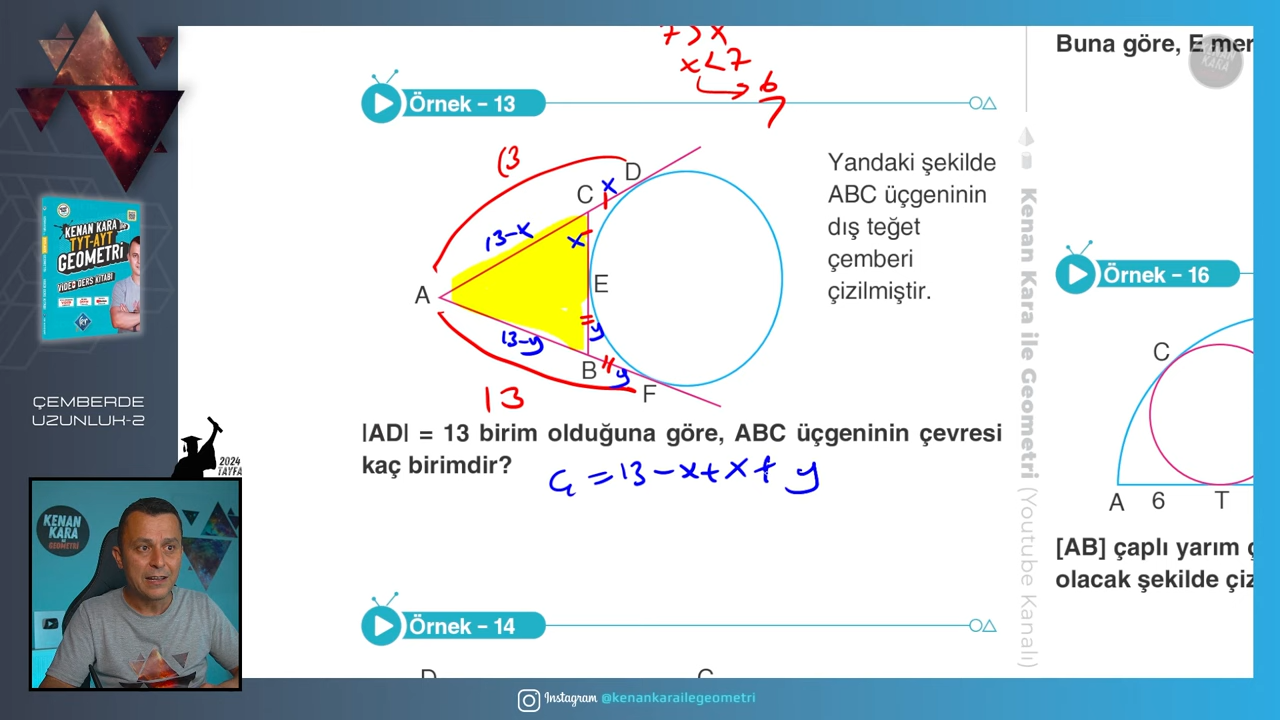 7>x
x<7
6
Örnek – 13
(3
D
x
C
13-x
x
A
E
13-y
y
B
y
F
13
Yandaki şekilde
ABC üçgeninin
dış teğet
çemberi
çizilmiştir.
|AD| = 13 birim olduğuna göre, ABC üçgeninin çevresi
kaç birimdir?
Ç = 13-x+x+y
Örnek – 14
D
C
Kenan Kara ile Geometri (Youtube Kanalı)
Buna göre, E mer
KENAN
KARA
Örnek – 16
C
A 6 T
[AB] çaplı yarım ç
olacak şekilde çiz
KENAN KARA
TYT-AYT
GEOMETRİ
VİDEO DERS KİTABI
ÇEMBERDE
UZUNLUK-2
2024
TAYFA
KENAN
KARA
GEOMETRİ
Instagram @kenankarailegeometri